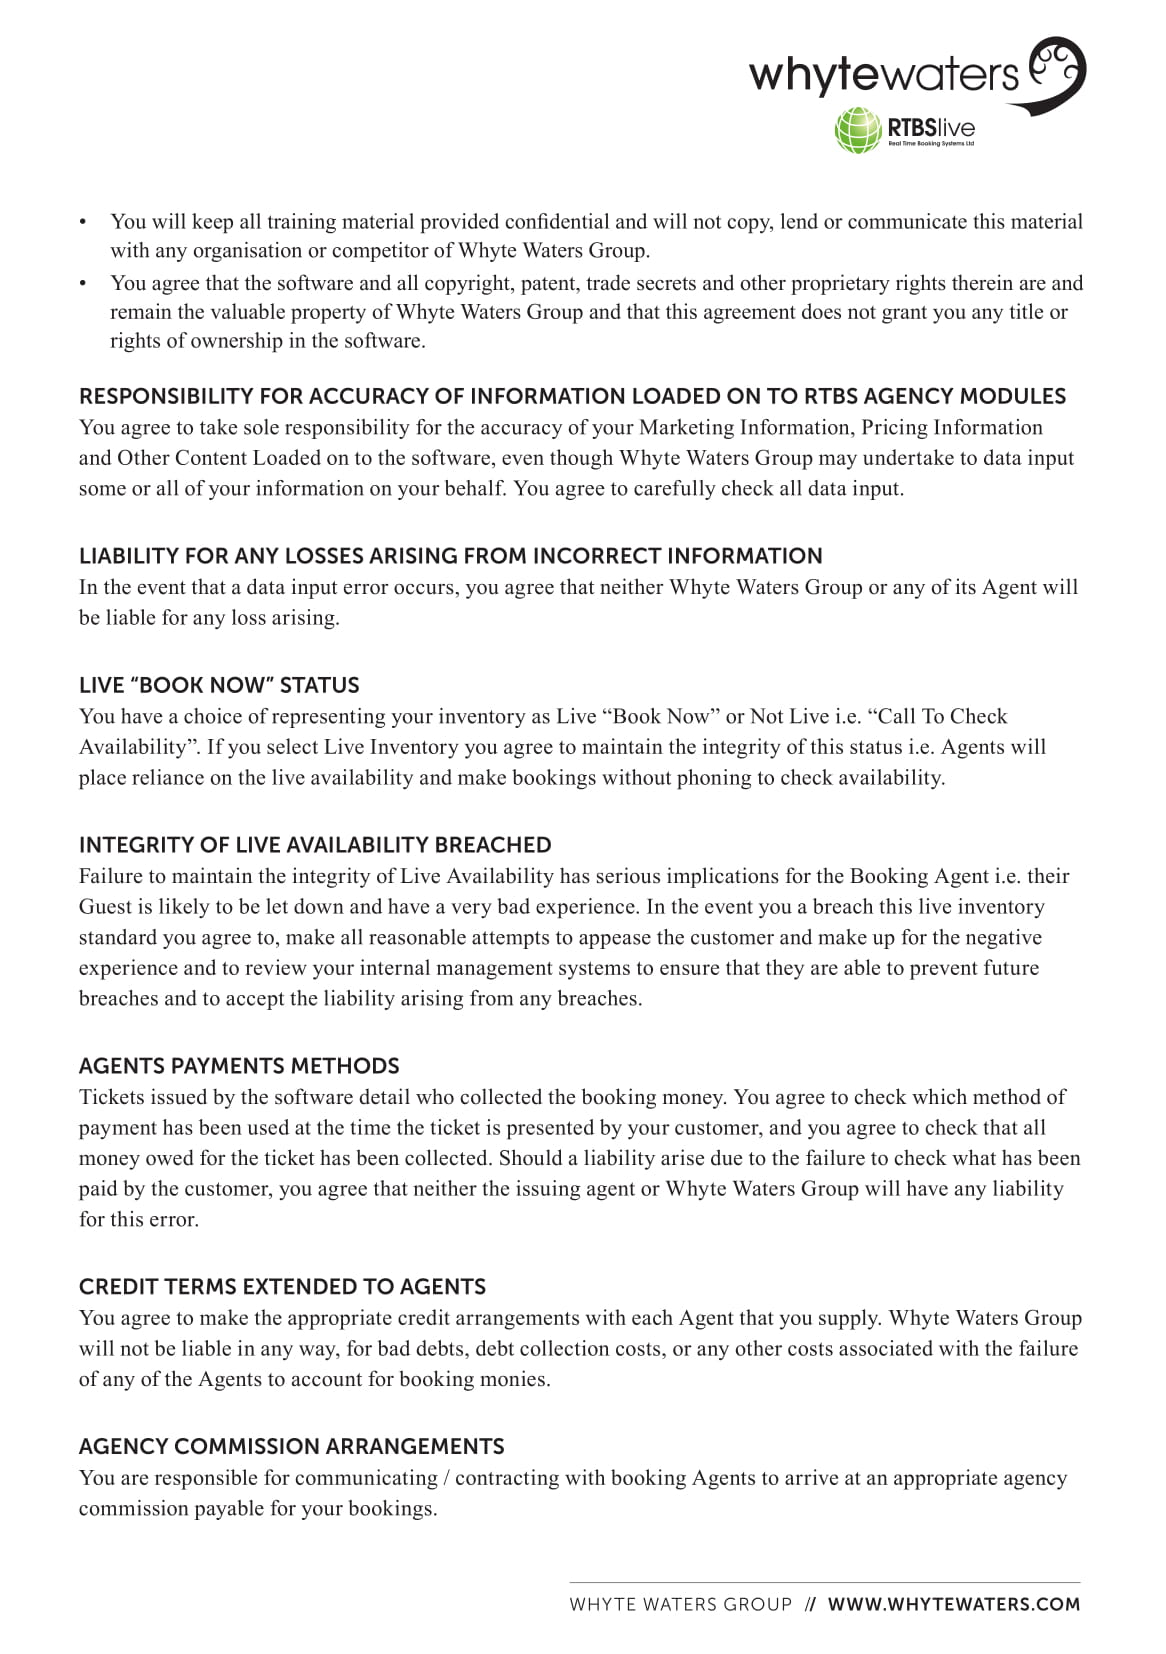 whytewaters
RTBSlive
Real Time Booking Systems Ltd
• You will keep all training material provided confidential and will not copy, lend or communicate this material
with any organisation or competitor of Whyte Waters Group.
• You agree that the software and all copyright, patent, trade secrets and other proprietary rights therein are and
remain the valuable property of Whyte Waters Group and that this agreement does not grant you any title or
rights of ownership in the software.
RESPONSIBILITY FOR ACCURACY OF INFORMATION LOADED ON TO RTBS AGENCY MODULES
You agree to take sole responsibility for the accuracy of your Marketing Information, Pricing Information
and Other Content Loaded on to the software, even though Whyte Waters Group may undertake to data input
some or all of your information on your behalf. You agree to carefully check all data input.
LIABILITY FOR ANY LOSSES ARISING FROM INCORRECT INFORMATION
In the event that a data input error occurs, you agree that neither Whyte Waters Group or any of its Agent will
be liable for any loss arising.
LIVE “BOOK NOW” STATUS
You have a choice of representing your inventory as Live “Book Now” or Not Live i.e. “Call To Check
Availability”. If you select Live Inventory you agree to maintain the integrity of this status i.e. Agents will
place reliance on the live availability and make bookings without phoning to check availability.
INTEGRITY OF LIVE AVAILABILITY BREACHED
Failure to maintain the integrity of Live Availability has serious implications for the Booking Agent i.e. their
Guest is likely to be let down and have a very bad experience. In the event you a breach this live inventory
standard you agree to, make all reasonable attempts to appease the customer and make up for the negative
experience and to review your internal management systems to ensure that they are able to prevent future
breaches and to accept the liability arising from any breaches.
AGENTS PAYMENTS METHODS
Tickets issued by the software detail who collected the booking money. You agree to check which method of
payment has been used at the time the ticket is presented by your customer, and you agree to check that all
money owed for the ticket has been collected. Should a liability arise due to the failure to check what has been
paid by the customer, you agree that neither the issuing agent or Whyte Waters Group will have any liability
for this error.
CREDIT TERMS EXTENDED TO AGENTS
You agree to make the appropriate credit arrangements with each Agent that you supply. Whyte Waters Group
will not be liable in any way, for bad debts, debt collection costs, or any other costs associated with the failure
of any of the Agents to account for booking monies.
AGENCY COMMISSION ARRANGEMENTS
You are responsible for communicating / contracting with booking Agents to arrive at an appropriate agency
commission payable for your bookings.
WHYTE WATERS GROUP // WWW.WHYTEWATERS.COM